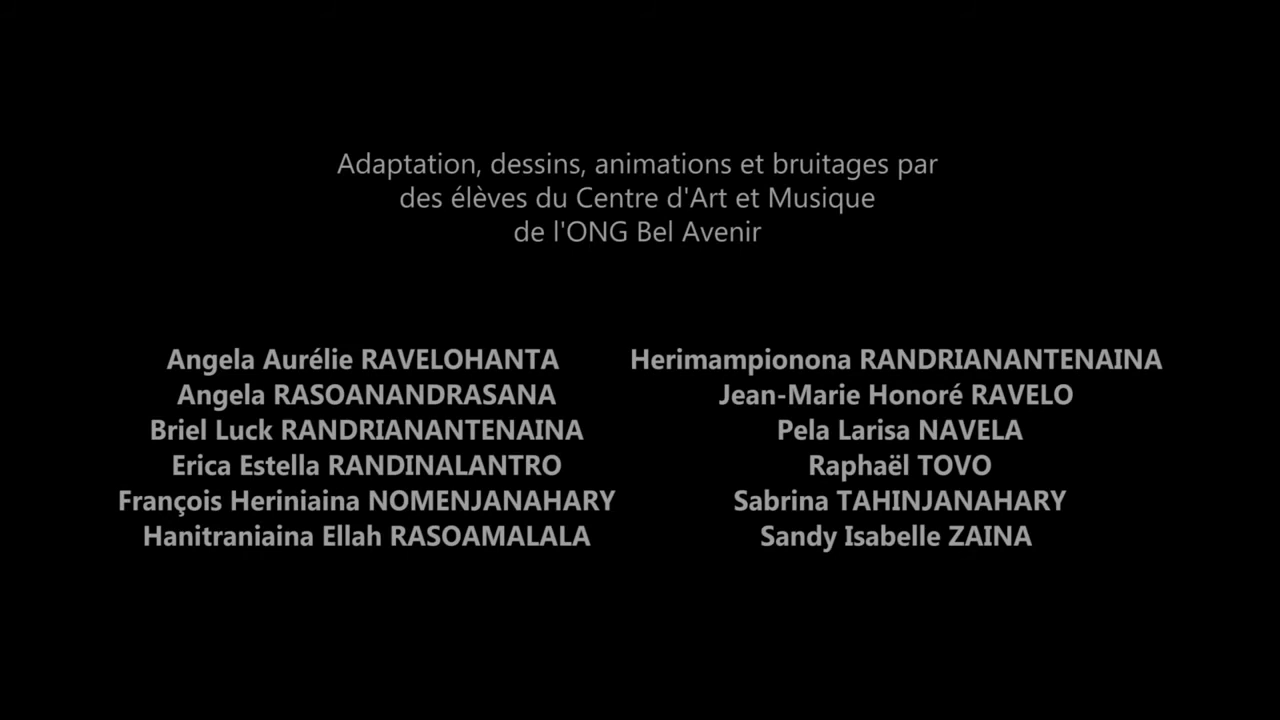 Adaptation, dessins, animations et bruitages par
des élèves du Centre d'Art et Musique
de l'ONG Bel Avenir
Angela Aurélie RAVELOHANTA
Angela RASOANANDRASANA
Briel Luck RANDRIANANTENAINA
Erica Estella RANDINALANTRO
François Heriniaina NOMENJANAHARY
Hanitraniaina Ellah RASOAMALALA
Herimampionona RANDRIANANTENAINA
Jean-Marie Honoré RAVELO
Pela Larisa NAVELA
Raphaël TOVO
Sabrina TAHINJANAHARY
Sandy Isabelle ZAINA